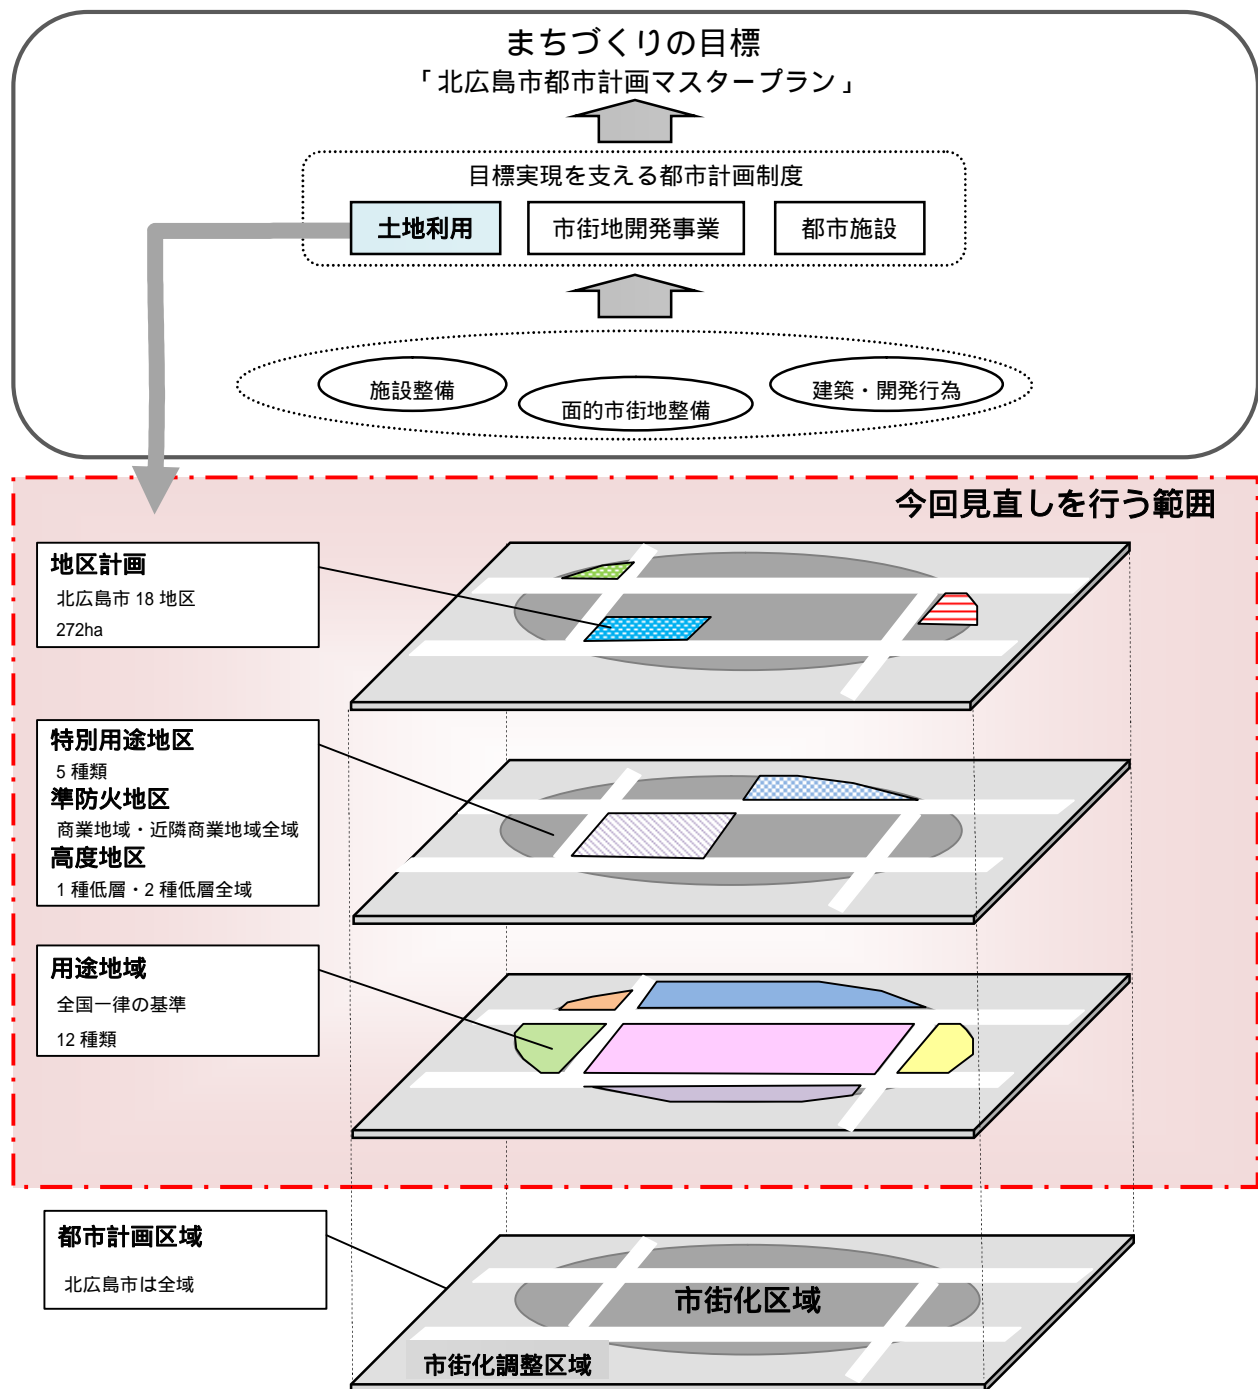 まちづくりの目標
「北広島市都市計画マスタープラン」
目標実現を支える都市計画制度
土地利用
市街地開発事業
都市施設
施設整備
面的市街地整備
建築・開発行為
今回見直しを行う範囲
地区計画
北広島市 18 地区
272ha
特別用途地区
5 種類
準防火地区
商業地域・近隣商業地域全域
高度地区
1 種低層・2 種低層全域
用途地域
全国一律の基準
12 種類
都市計画区域
北広島市は全域
市街化区域
市街化調整区域